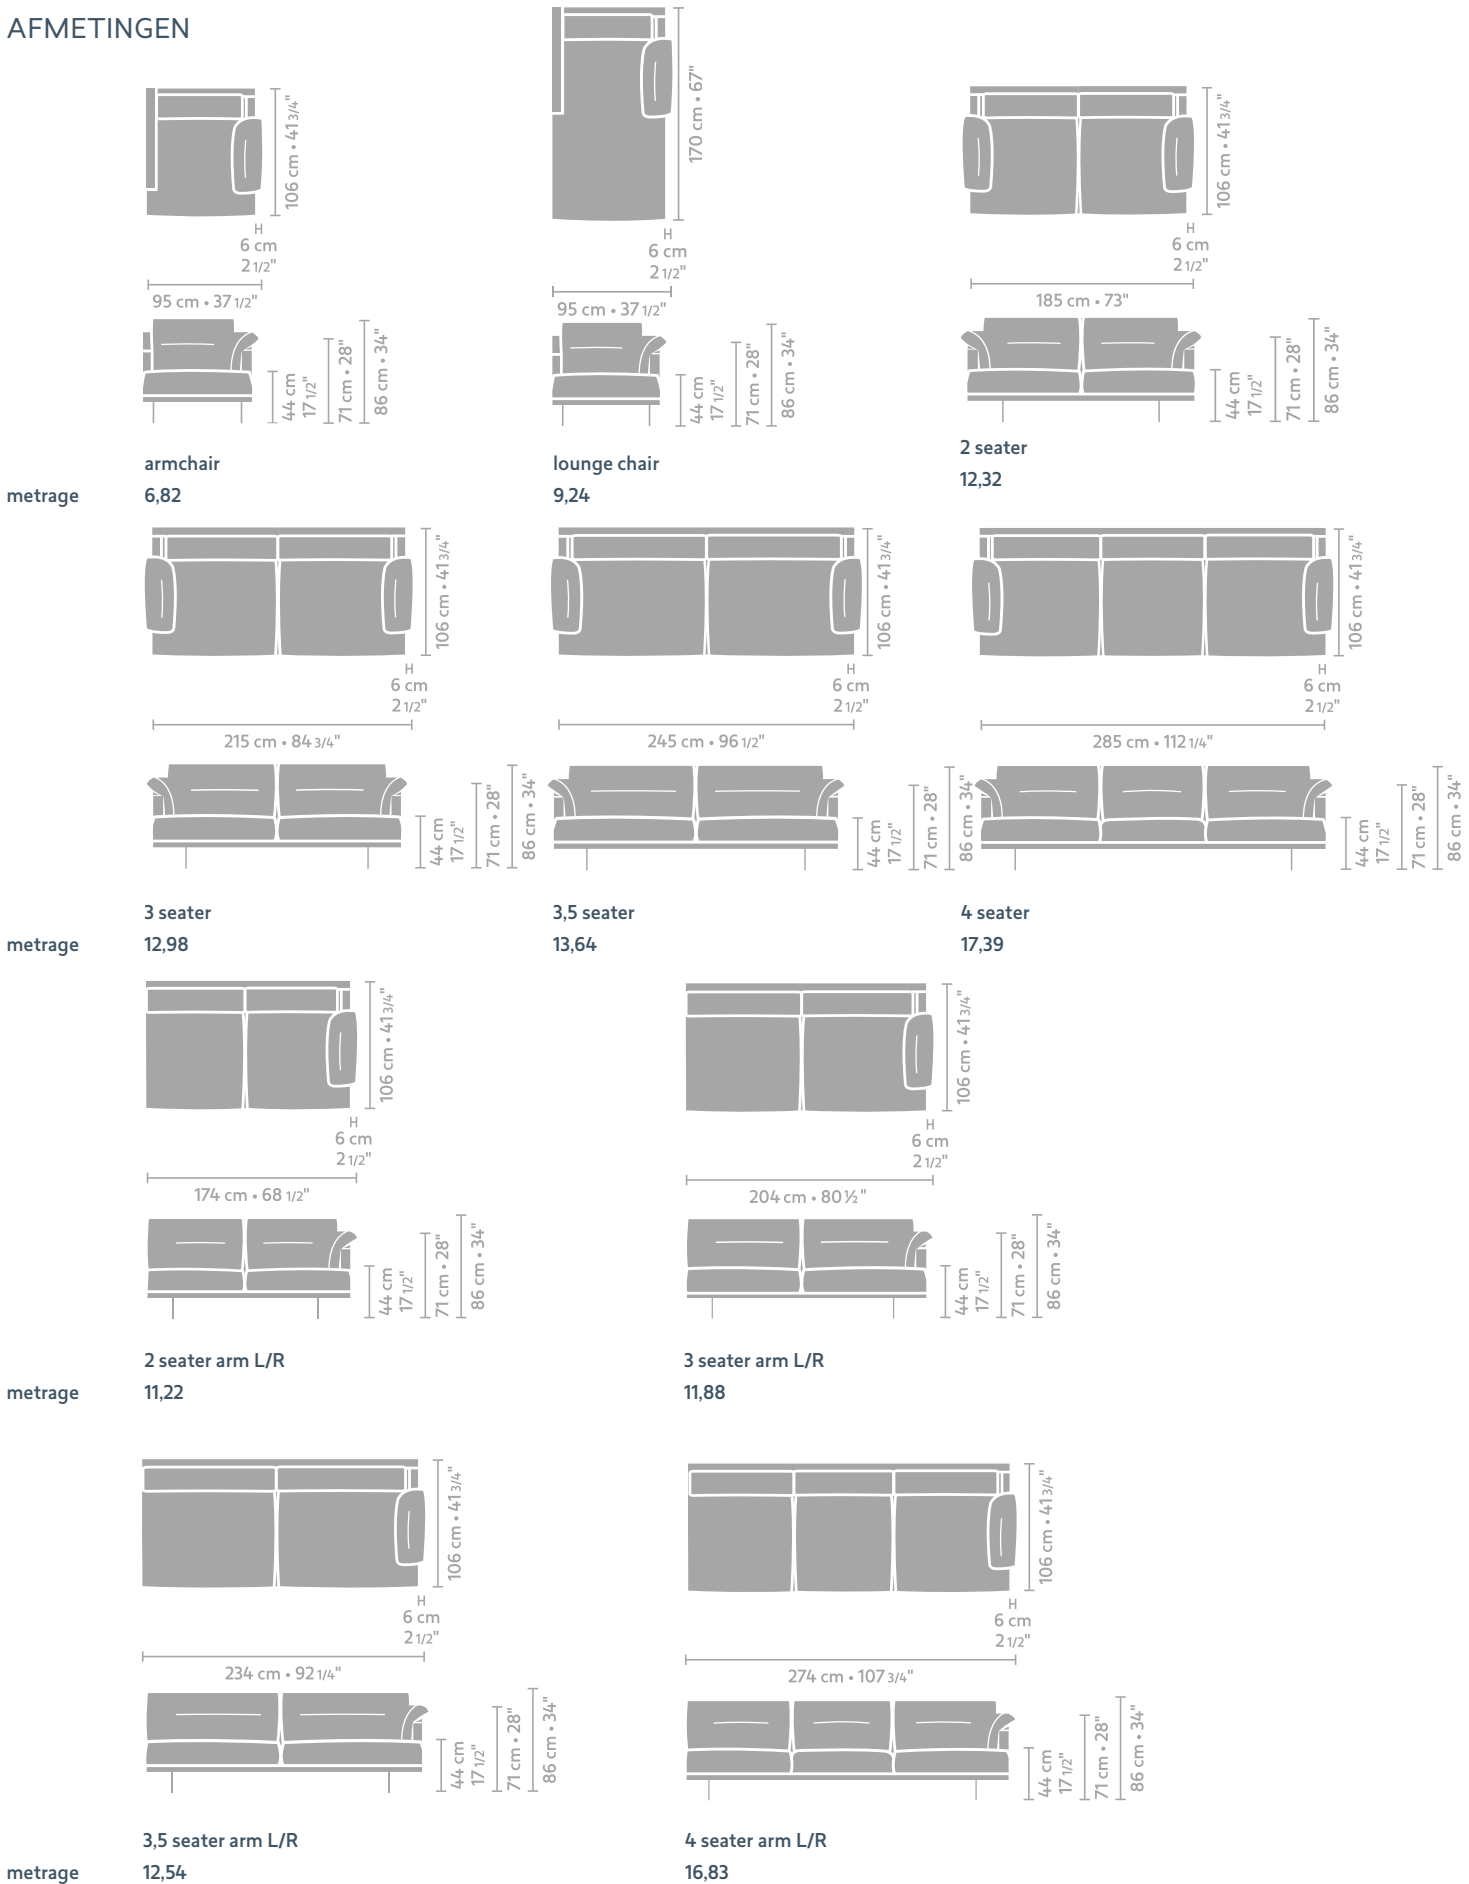 AFMETINGEN
106 cm • 41 3/4"
H
6 cm
2 1/2"
95 cm • 37 1/2"
44 cm
17 1/2"
71 cm • 28"
86 cm • 34"
armchair
metrage 6,82
170 cm • 67"
H
6 cm
2 1/2"
95 cm • 37 1/2"
44 cm
17 1/2"
71 cm • 28"
86 cm • 34"
lounge chair
9,24
106 cm • 41 3/4"
H
6 cm
2 1/2"
185 cm • 73"
44 cm
17 1/2"
71 cm • 28"
86 cm • 34"
2 seater
12,32
106 cm • 41 3/4"
H
6 cm
2 1/2"
215 cm • 84 3/4"
44 cm
17 1/2"
71 cm • 28"
86 cm • 34"
3 seater
metrage 12,98
106 cm • 41 3/4"
H
6 cm
2 1/2"
245 cm • 96 1/2"
44 cm
17 1/2"
71 cm • 28"
86 cm • 34"
3,5 seater
13,64
106 cm • 41 3/4"
H
6 cm
2 1/2"
285 cm • 112 1/4"
44 cm
17 1/2"
71 cm • 28"
86 cm • 34"
4 seater
17,39
106 cm • 41 3/4"
H
6 cm
2 1/2"
174 cm • 68 1/2"
44 cm
17 1/2"
71 cm • 28"
86 cm • 34"
2 seater arm L/R
metrage 11,22
106 cm • 41 3/4"
H
6 cm
2 1/2"
204 cm • 80 ½"
44 cm
17 1/2"
71 cm • 28"
86 cm • 34"
3 seater arm L/R
11,88
106 cm • 41 3/4"
H
6 cm
2 1/2"
234 cm • 92 1/4"
44 cm
17 1/2"
71 cm • 28"
86 cm • 34"
3,5 seater arm L/R
metrage 12,54
106 cm • 41 3/4"
H
6 cm
2 1/2"
274 cm • 107 3/4"
44 cm
17 1/2"
71 cm • 28"
86 cm • 34"
4 seater arm L/R
16,83